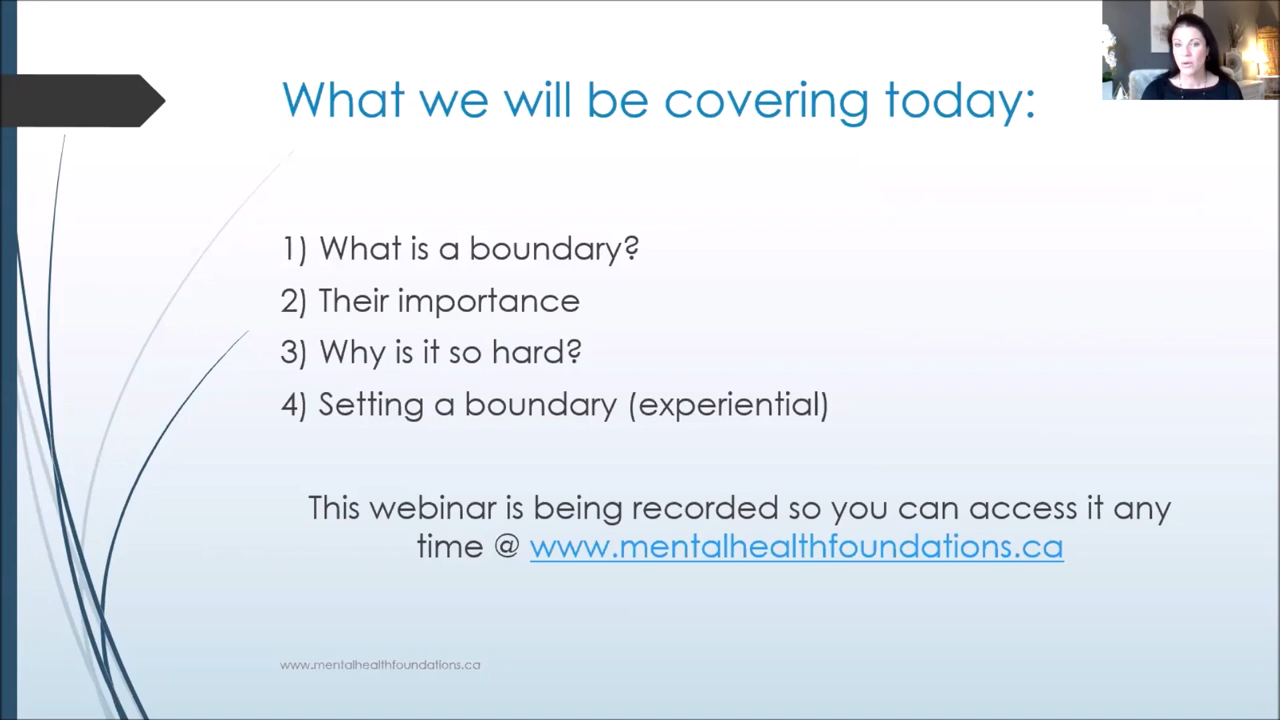 What we will be covering today:
1) What is a boundary?
2) Their importance
3) Why is it so hard?
4) Setting a boundary (experiential)
This webinar is being recorded so you can access it any
time @ www.mentalhealthfoundations.ca
www.mentalhealthfoundations.ca